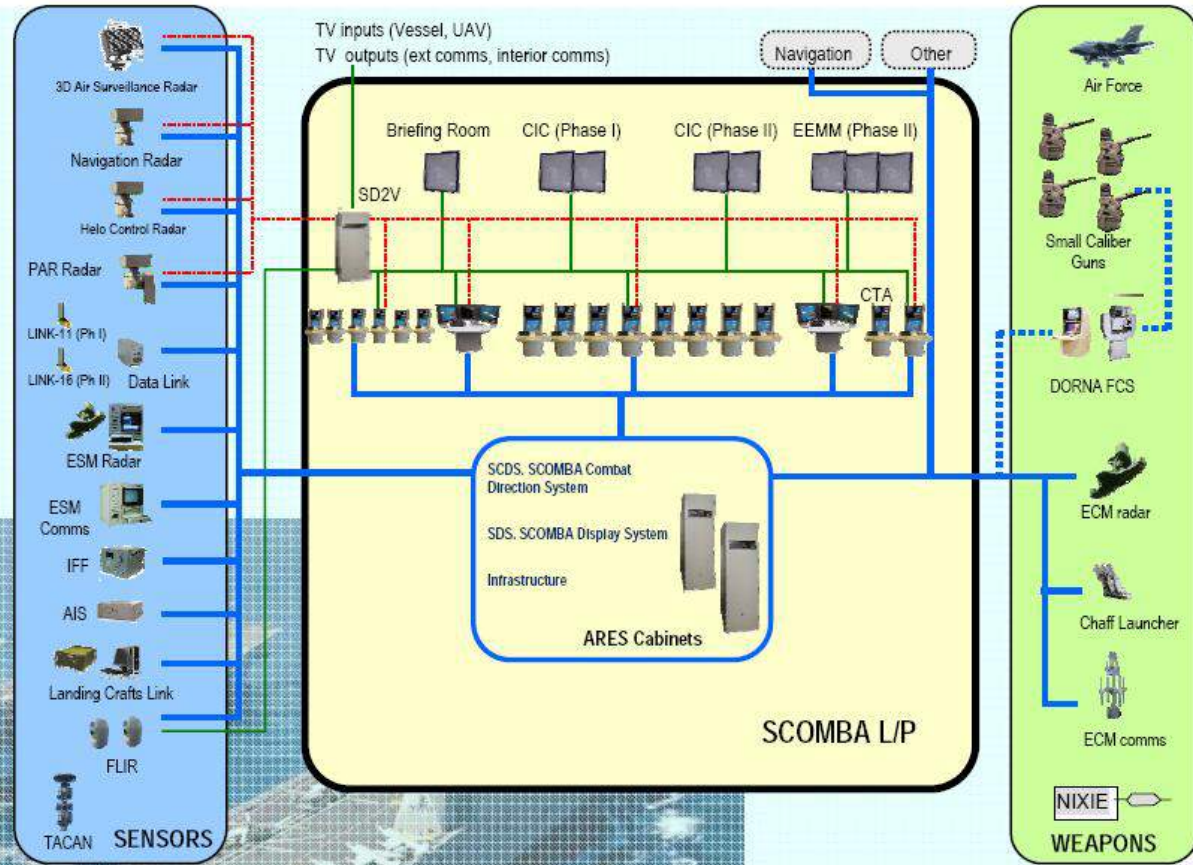 TV inputs (Vessel, UAV)
TV outputs (ext comms, interior comms)
Navigation
Other
3D Air Surveillance Radar
Navigation Radar
Helo Control Radar
PAR Radar
LINK-11 (Ph I)
LINK-16 (Ph II)
Data Link
ESM Radar
ESM
Comms
IFF
AIS
Landing Crafts Link
FLIR
TACAN
SENSORS
Briefing Room
CIC (Phase I)
CIC (Phase II)
EEMM (Phase II)
SD2V
CTA
SCDS. SCOMBA Combat
Direction System
SDS. SCOMBA Display System
Infrastructure
ARES Cabinets
SCOMBA L/P
Air Force
Small Caliber
Guns
DORNA FCS
ECM radar
Chaff Launcher
ECM comms
NIXIE
WEAPONS